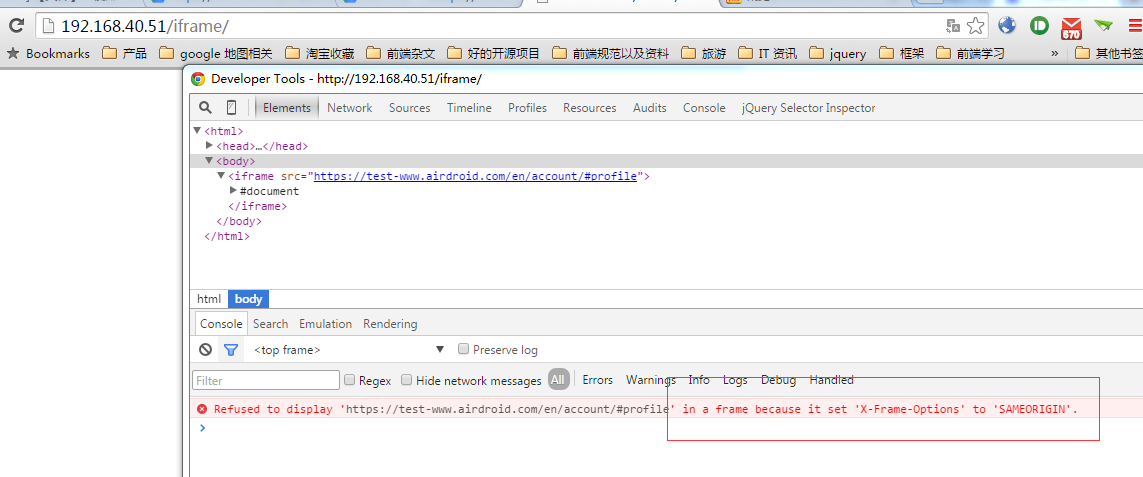 192.168.40.51/iframe/
670
Bookmarks 产品 google 地图相关 淘宝收藏 前端杂文 好的开源项目 前端规范以及资料 旅游 IT 资讯 jquery 框架 前端学习 » 其他书签
Developer Tools - http://192.168.40.51/iframe/
Elements Network Sources Timeline Profiles Resources Audits Console jQuery Selector Inspector
<html>
<head>…</head>
<body>
<iframe src="https://test-www.airdroid.com/en/account/#profile">
#document
</iframe>
</body>
</html>
html body
Console Search Emulation Rendering
<top frame> Preserve log
Filter Regex Hide network messages All Errors Warnings Info Logs Debug Handled
Refused to display 'https://test-www.airdroid.com/en/account/#profile' in a frame because it set 'X-Frame-Options' to 'SAMEORIGIN'.